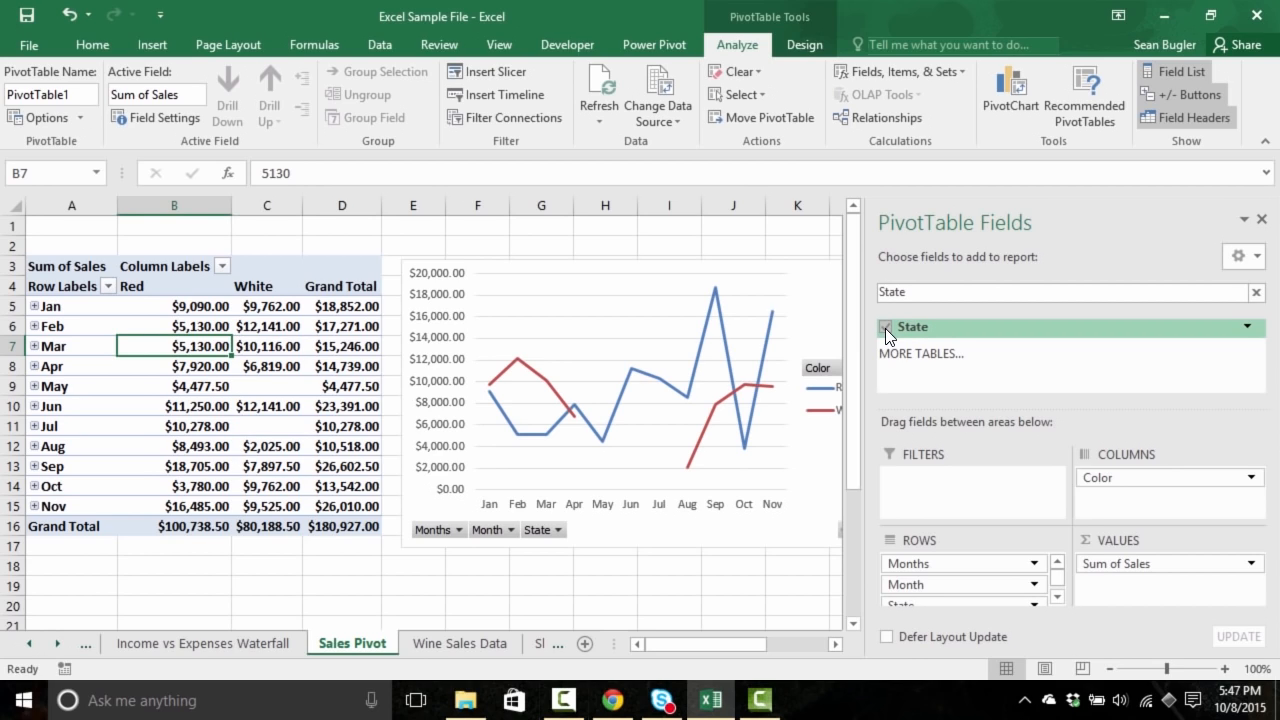 Excel Sample File - Excel
PivotTable Tools
File Home Insert Page Layout Formulas Data Review View Developer Power Pivot Analyze Design Tell me what you want to do... Sean Bugler Share
PivotTable Name:
PivotTable1
Options
PivotTable
Active Field:
Sum of Sales
Field Settings
Drill Down
Drill Up
Active Field
Group Selection
Ungroup
Group Field
Group
Insert Slicer
Insert Timeline
Filter Connections
Filter
Refresh
Change Data Source
Data
Clear
Select
Move PivotTable
Actions
Fields, Items, & Sets
OLAP Tools
Relationships
Calculations
PivotChart
Recommended PivotTables
Tools
Field List
+/- Buttons
Field Headers
Show
B7 fx 5130
A B C D E F G H I J K
1
2
3 Sum of Sales Column Labels
4 Row Labels Red White Grand Total
5 Jan $9,090.00 $9,762.00 $18,852.00
6 Feb $5,130.00 $12,141.00 $17,271.00
7 Mar $5,130.00 $10,116.00 $15,246.00
8 Apr $7,920.00 $6,819.00 $14,739.00
9 May $4,477.50 $4,477.50
10 Jun $11,250.00 $12,141.00 $23,391.00
11 Jul $10,278.00 $10,278.00
12 Aug $8,493.00 $2,025.00 $10,518.00
13 Sep $18,705.00 $7,897.50 $26,602.50
14 Oct $3,780.00 $9,762.00 $13,542.00
15 Nov $16,485.00 $9,525.00 $26,010.00
16 Grand Total $100,738.50 $80,188.50 $180,927.00
17
18
19
20
21
$20,000.00
$18,000.00
$16,000.00
$14,000.00
$12,000.00
$10,000.00
$8,000.00
$6,000.00
$4,000.00
$2,000.00
$0.00
Jan Feb Mar Apr May Jun Jul Aug Sep Oct Nov
Months Month State
Color
R
W
PivotTable Fields
Choose fields to add to report:
State
State
MORE TABLES...
Drag fields between areas below:
FILTERS
COLUMNS
Color
ROWS
Months
Month
State
Σ VALUES
Sum of Sales
Defer Layout Update
UPDATE
... Income vs Expenses Waterfall Sales Pivot Wine Sales Data Sl ...
Ready
100%
Ask me anything
5:47 PM
10/8/2015